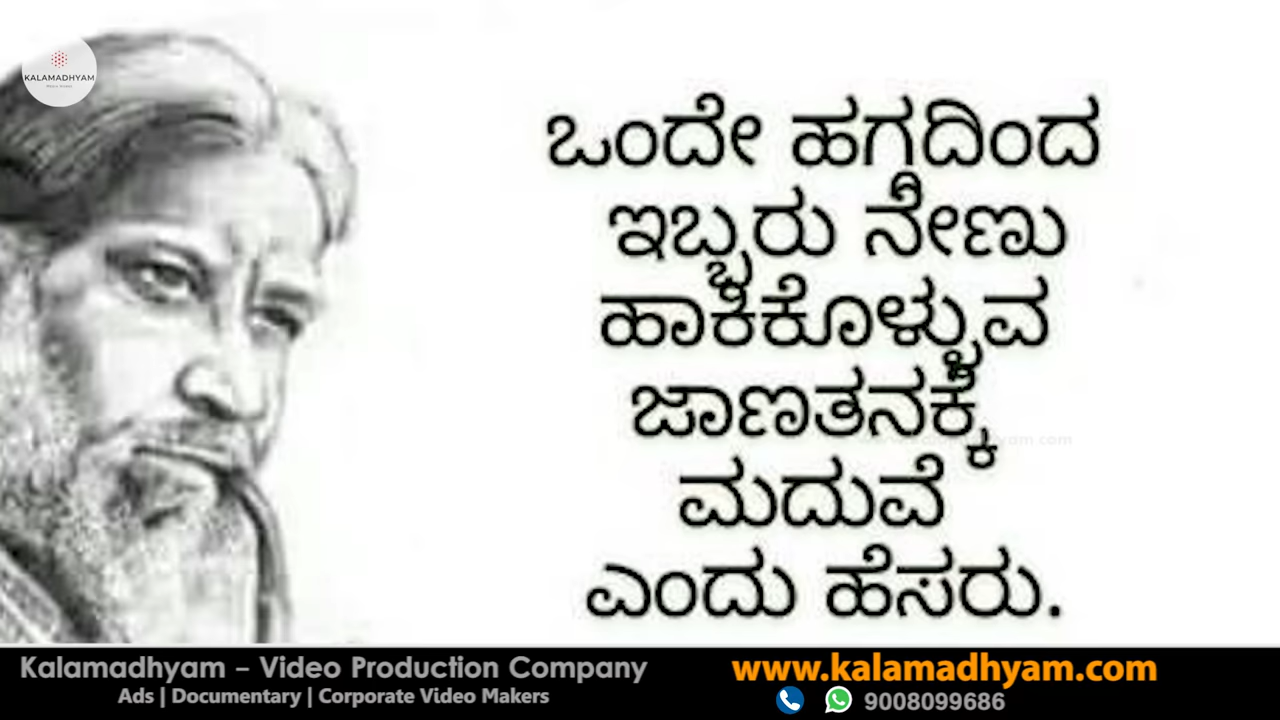 KALAMADHYAM
ಒಂದೇ ಹಗ್ಗದಿಂದ
ಇಬ್ಬರು ನೇಣು
ಹಾಕಿಕೊಳ್ಳುವ
ಜಾಣತನಕ್ಕೆ
ಮದುವೆ
ಎಂದು ಹೆಸರು.
Kalamadhyam – Video Production Company
Ads | Documentary | Corporate Video Makers
www.kalamadhyam.com
9008099686